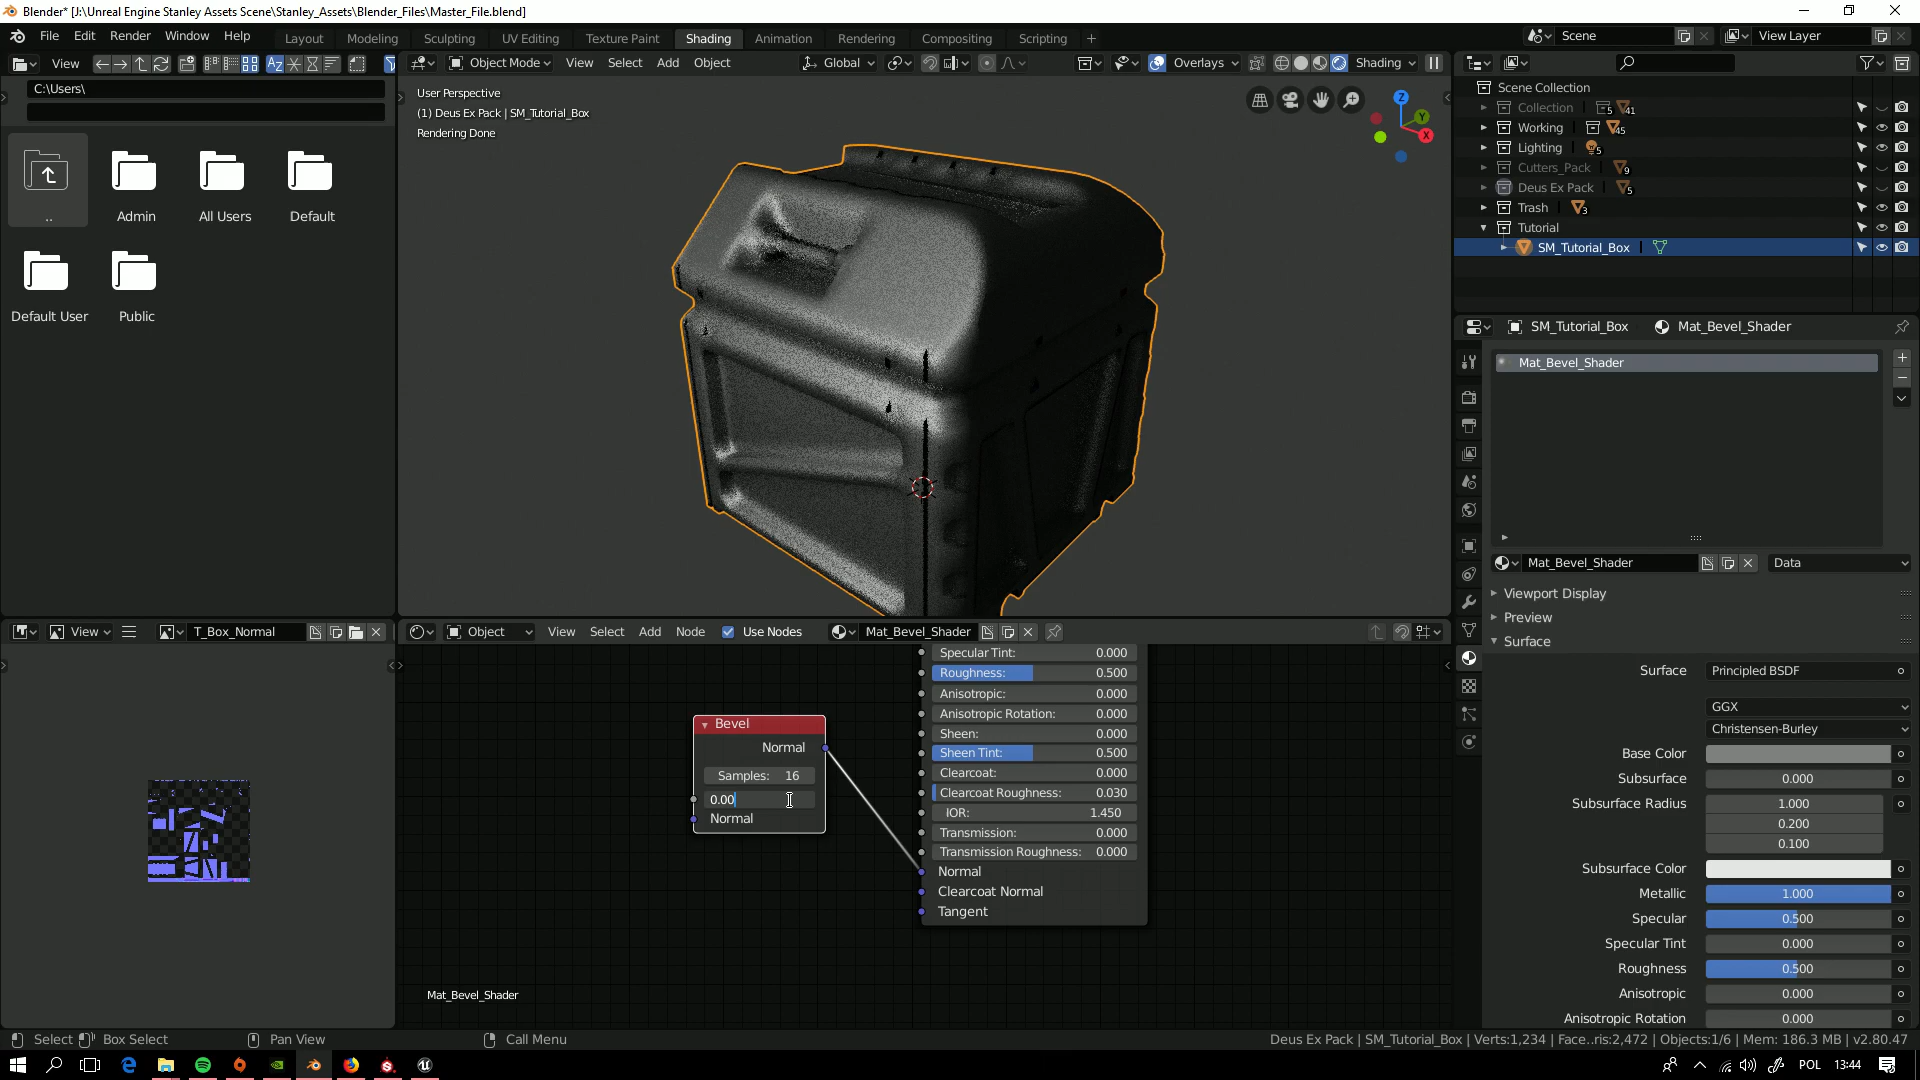 Blender* [J:\Unreal Engine Stanley Assets Scene\Stanley_Assets\Blender_Files\Master_File.blend]
File Edit Render Window Help
Layout Modeling Sculpting UV Editing Texture Paint Shading Animation Rendering Compositing Scripting +
Scene
View Layer
View
Object Mode View Select Add Object
Global
Overlays
Shading
C:\Users\
..
Admin
All Users
Default
Default User
Public
User Perspective
(1) Deus Ex Pack | SM_Tutorial_Box
Rendering Done
Z
Y
X
Scene Collection
Collection 5 41
Working 45
Lighting 5
Cutters_Pack 9
Deus Ex Pack 5
Trash 3
Tutorial
SM_Tutorial_Box
SM_Tutorial_Box Mat_Bevel_Shader
Mat_Bevel_Shader
Mat_Bevel_Shader Data
Viewport Display
Preview
Surface
Surface Principled BSDF
GGX
Christensen-Burley
Base Color
Subsurface 0.000
Subsurface Radius 1.000
0.200
0.100
Subsurface Color
Metallic 1.000
Specular 0.500
Specular Tint 0.000
Roughness 0.500
Anisotropic 0.000
Anisotropic Rotation 0.000
View T_Box_Normal
Object View Select Add Node Use Nodes Mat_Bevel_Shader
Specular Tint: 0.000
Roughness: 0.500
Anisotropic: 0.000
Anisotropic Rotation: 0.000
Sheen: 0.000
Sheen Tint: 0.500
Clearcoat: 0.000
Clearcoat Roughness: 0.030
IOR: 1.450
Transmission: 0.000
Transmission Roughness: 0.000
Normal
Clearcoat Normal
Tangent
Bevel
Normal
Samples: 16
0.00
Normal
Mat_Bevel_Shader
Select Box Select Pan View Call Menu
Deus Ex Pack | SM_Tutorial_Box | Verts:1,234 | Face..ris:2,472 | Objects:1/6 | Mem: 186.3 MB | v2.80.47
POL 13:44